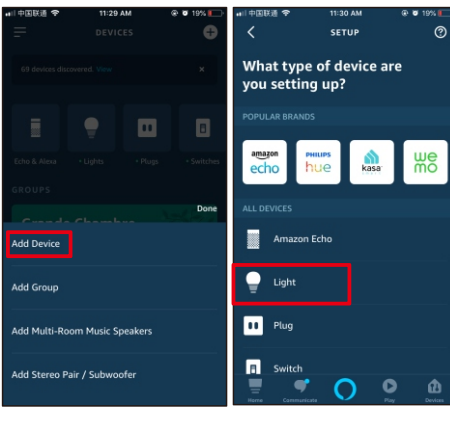 中国联通 11:29 AM 19%
DEVICES
69 devices discovered. View
Echo & Alexa
• Lights
• Plugs
• Switches
GROUPS
Grande Chambre
Done
Add Device
Add Group
Add Multi-Room Music Speakers
Add Stereo Pair / Subwoofer
中国联通 11:30 AM 19%
SETUP
What type of device are
you setting up?
POPULAR BRANDS
amazon
echo
PHILIPS
hue
kasa
we
mo
ALL DEVICES
Amazon Echo
Light
Plug
Switch
Home
Communicate
Play
Devices